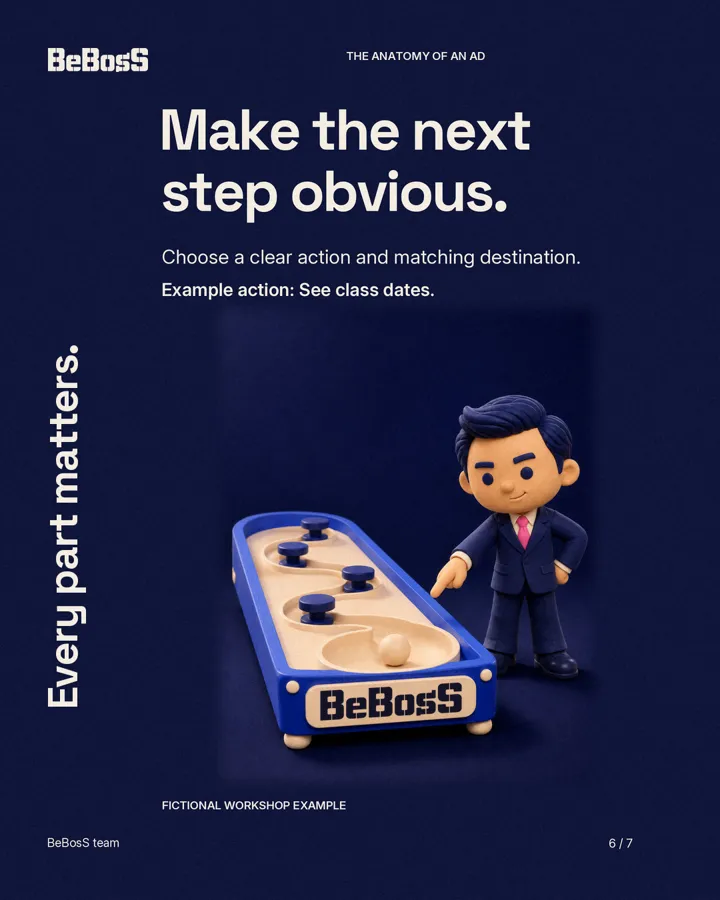 BeBosS
THE ANATOMY OF AN AD
Make the next
step obvious.
Choose a clear action and matching destination.
Example action: See class dates.
Every part matters.
BeBosS
FICTIONAL WORKSHOP EXAMPLE
BeBosS team
6 / 7